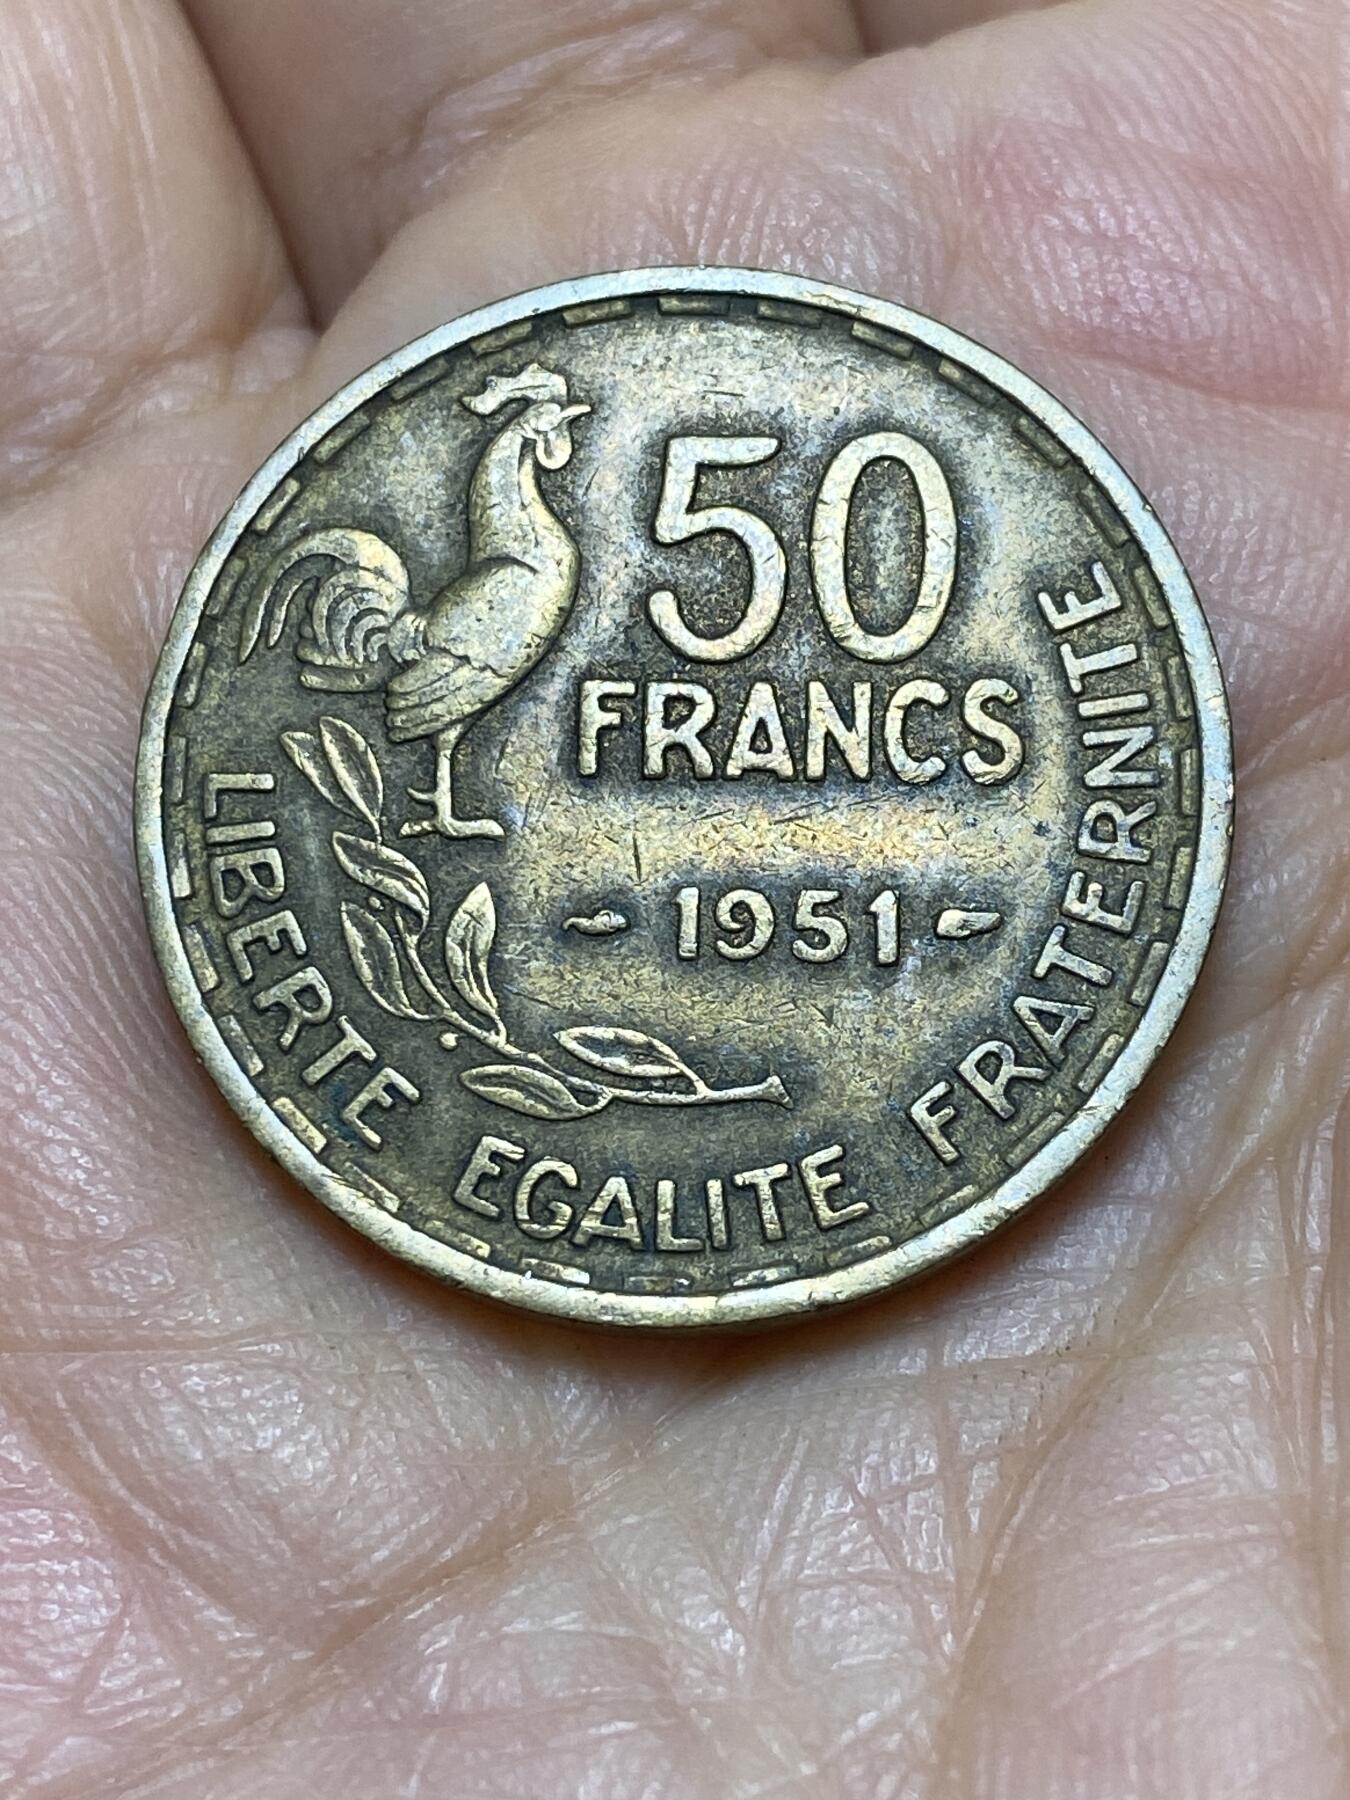 50
FRANCS
1951
LIBERTE EGALITE FRATERNITE